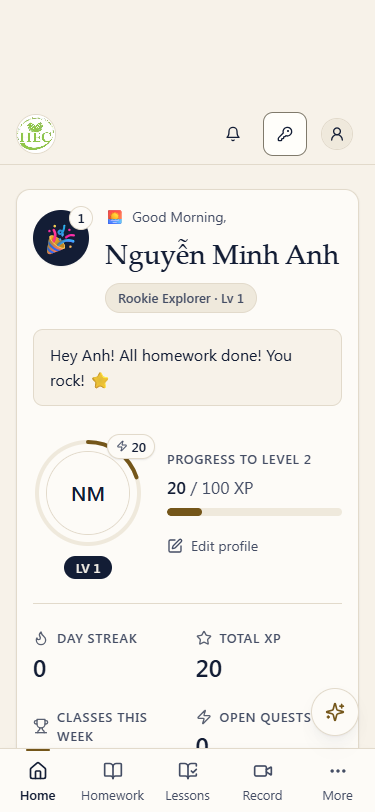 IIEC
1
Good Morning,
Nguyễn Minh Anh
Rookie Explorer · Lv 1
Hey Anh! All homework done! You
rock! ⭐
20
NM
LV 1
PROGRESS TO LEVEL 2
20 / 100 XP
Edit profile
DAY STREAK
0
TOTAL XP
20
CLASSES THIS
WEEK
OPEN QUESTS
0
Home
Homework
Lessons
Record
More